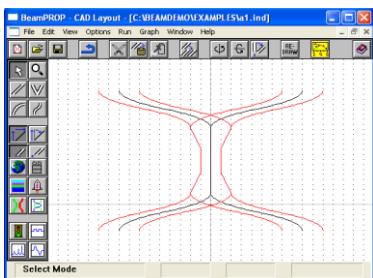 BeamPROP - CAD Layout - [C:\BEAMDEMO\EXAMPLES\a1.ind]
File Edit View Options Run Graph Window Help
RE-
DRAW
Select Mode